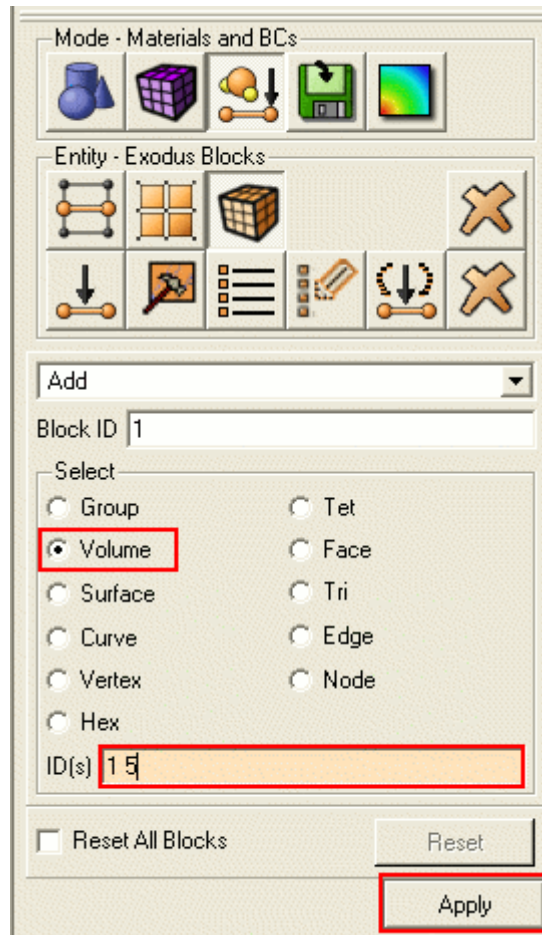 Mode - Materials and BCs
Entity - Exodus Blocks
Add
Block ID 1
Select
Group Tet
Volume Face
Surface Tri
Curve Edge
Vertex Node
Hex
ID(s) 1 5
Reset All Blocks Reset
Apply